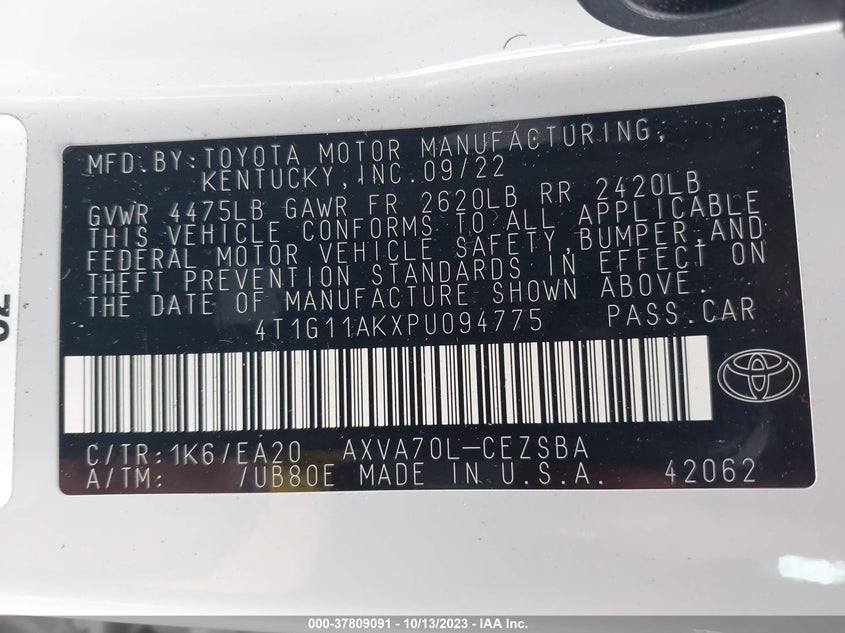 MFD.BY:TOYOTA MOTOR MANUFACTURING,
KENTUCKY,INC.09/22
GVWR 4475LB GAWR FR 2620LB RR 2420LB
THIS VEHICLE CONFORMS TO ALL APPLICABLE
FEDERAL MOTOR VEHICLE SAFETY,BUMPER,AND
THEFT PREVENTION STANDARDS IN EFFECT ON
THE DATE OF MANUFACTURE SHOWN ABOVE.
4T1G11AKXPU094775 PASS.CAR
C/TR:1K6/EA20 AXVA70L-CEZSBA
A/TM: /UB80E MADE IN U.S.A. 42062
000-37809091 - 10/13/2023 - IAA Inc.